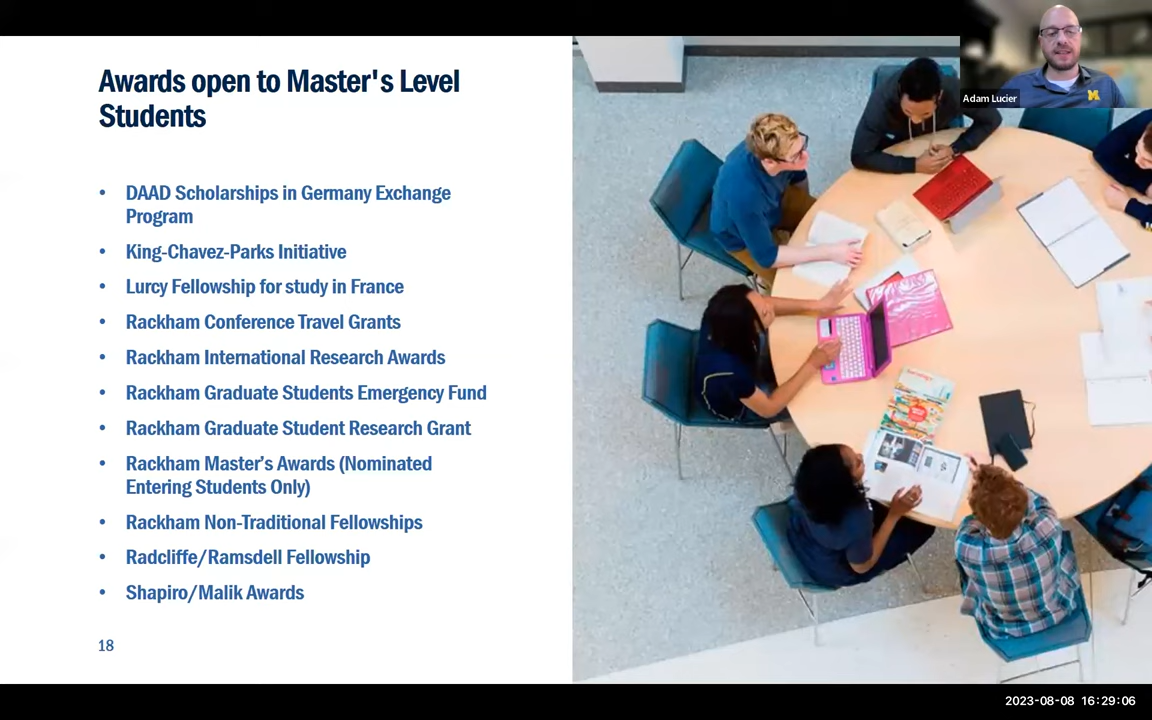 Awards open to Master's Level
Students
• DAAD Scholarships in Germany Exchange
Program
• King-Chavez-Parks Initiative
• Lurcy Fellowship for study in France
• Rackham Conference Travel Grants
• Rackham International Research Awards
• Rackham Graduate Students Emergency Fund
• Rackham Graduate Student Research Grant
• Rackham Master’s Awards (Nominated
Entering Students Only)
• Rackham Non-Traditional Fellowships
• Radcliffe/Ramsdell Fellowship
• Shapiro/Malik Awards
18
Adam Lucier
M
2023-08-08 16:29:06